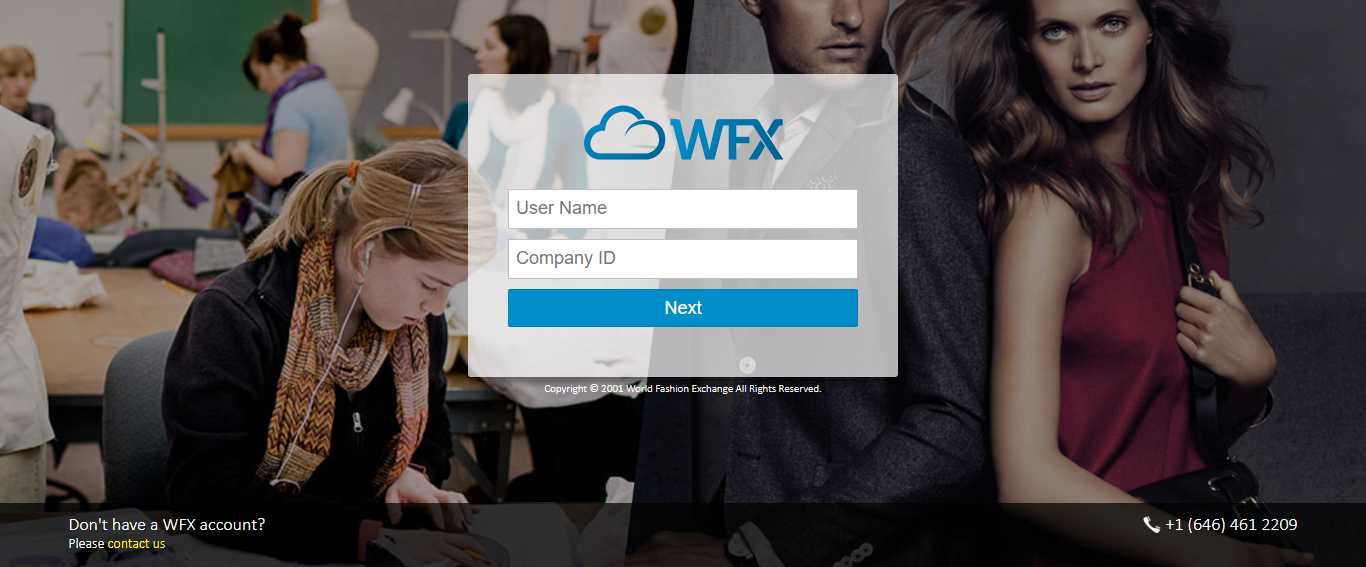 WFX
User Name
Company ID
Next
Copyright © 2001 World Fashion Exchange All Rights Reserved.
Don't have a WFX account?
Please contact us
+1 (646) 461 2209